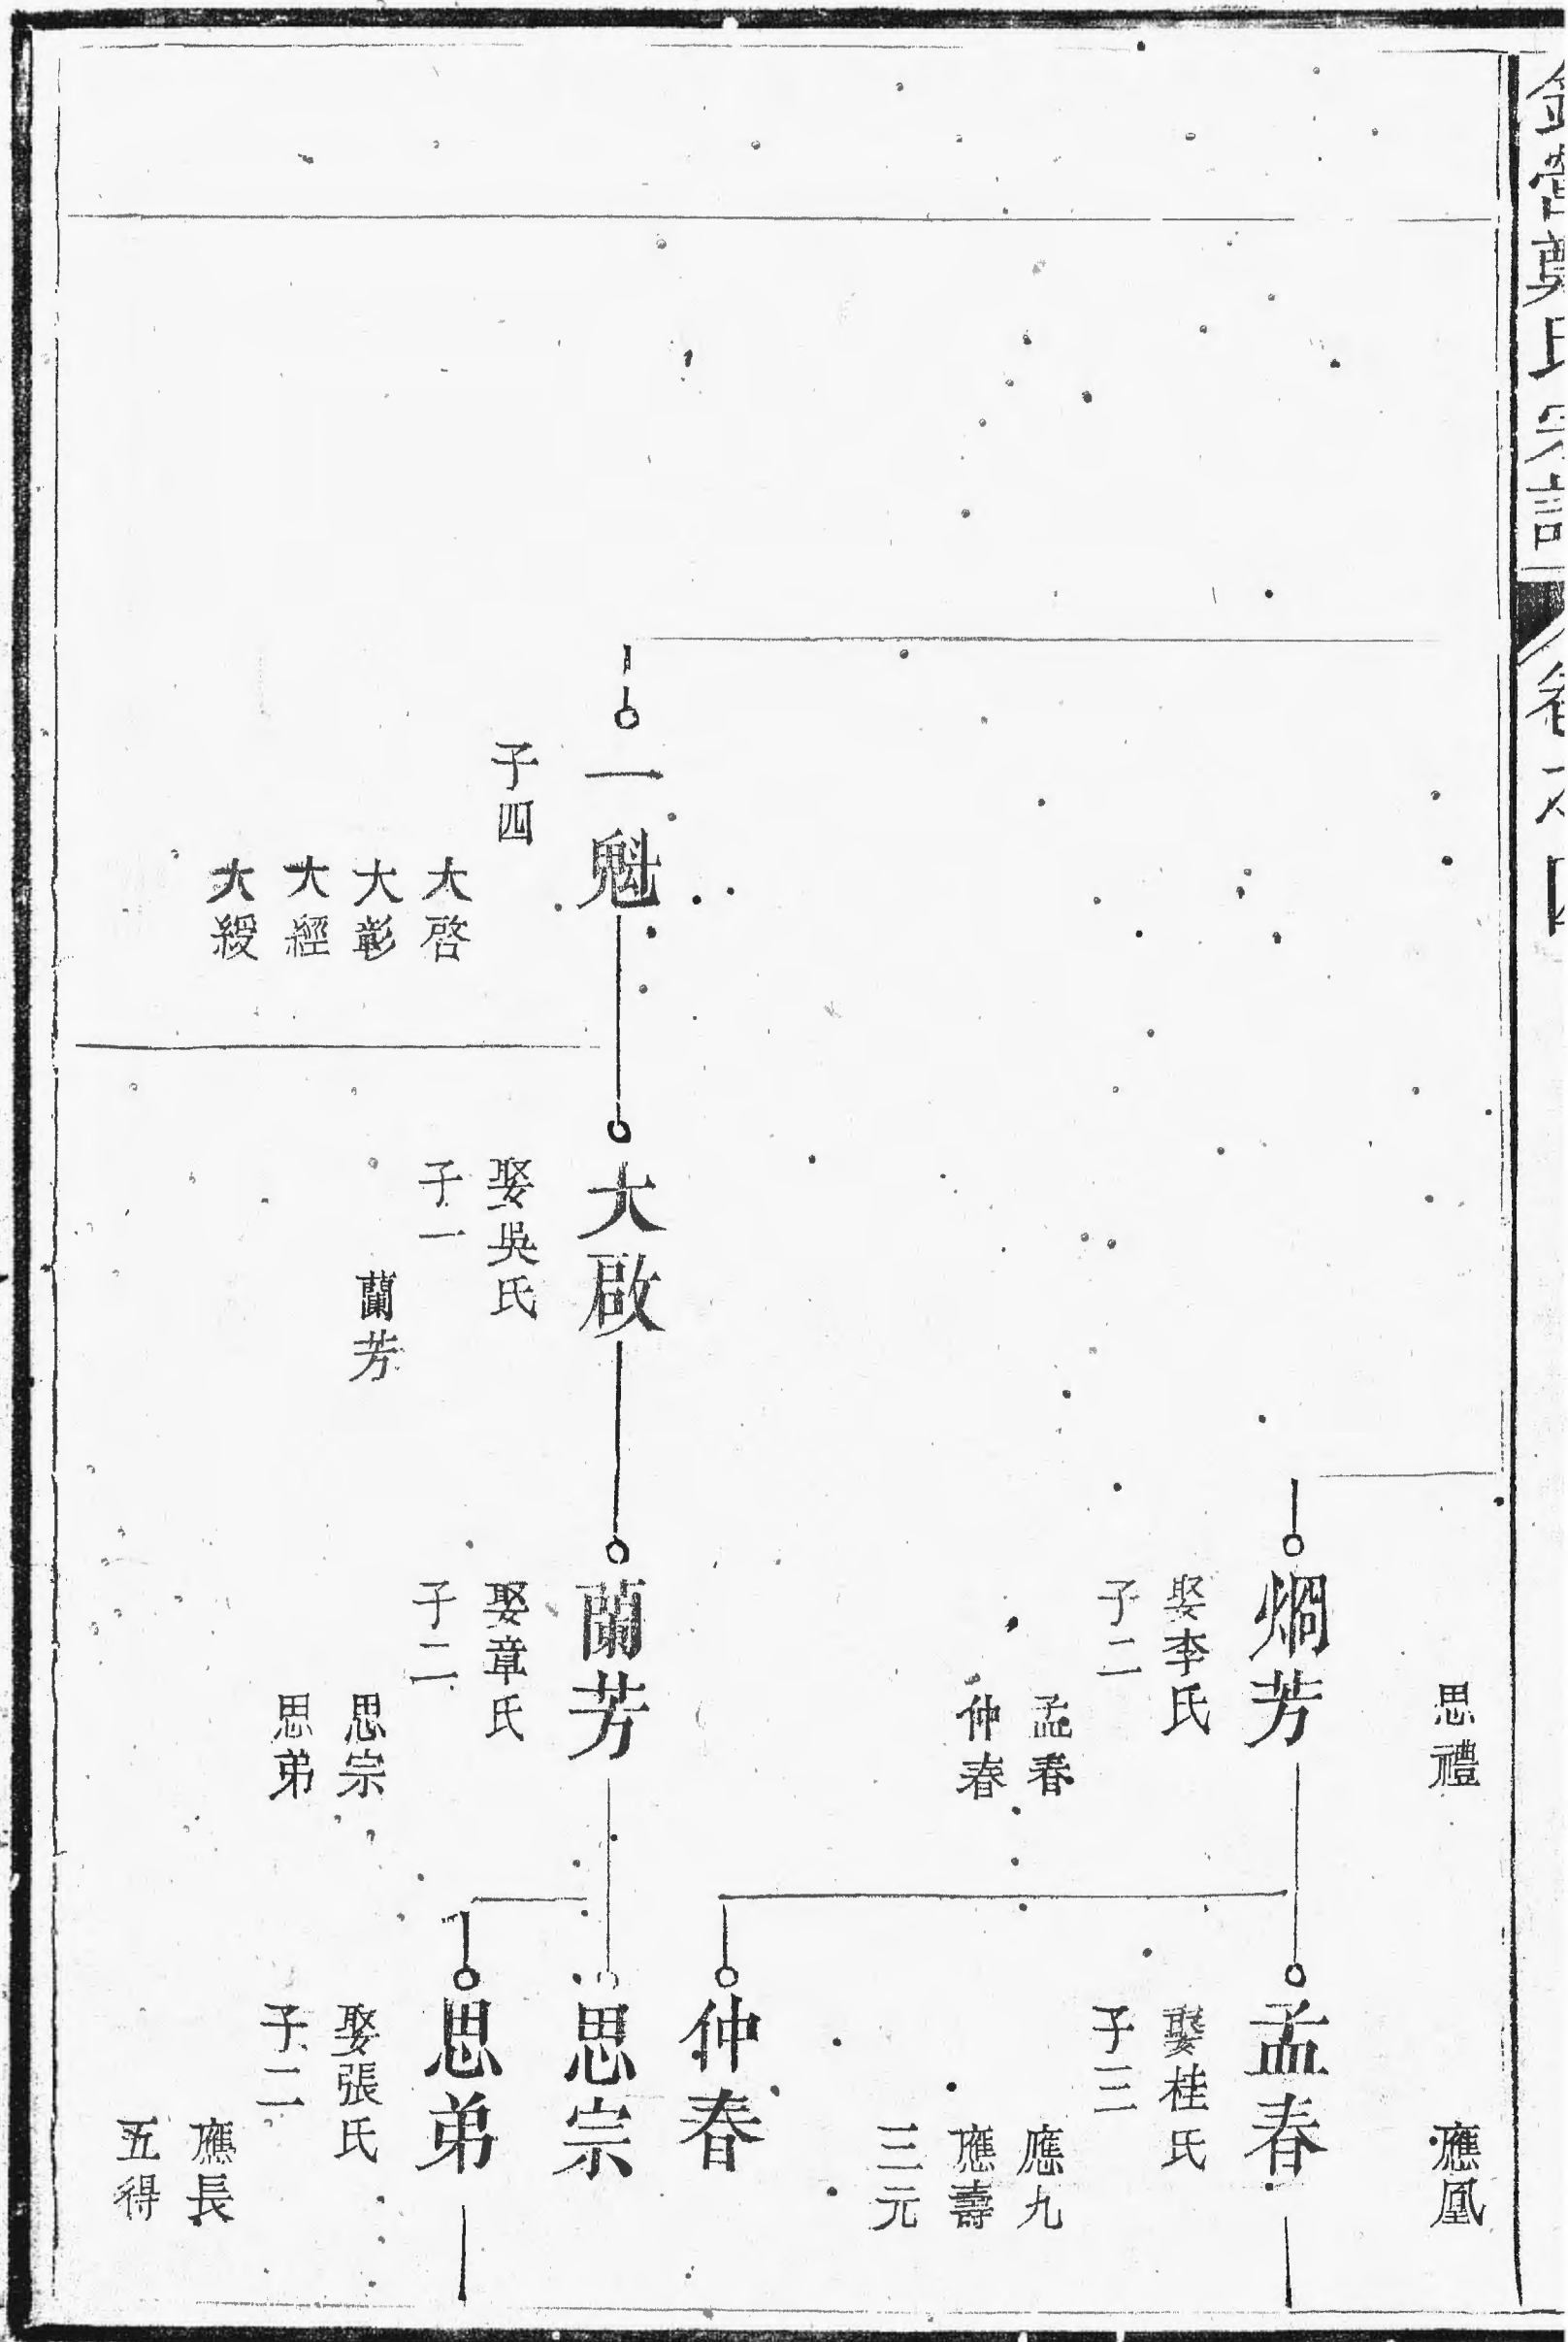 思禮
應鳳
烱芳
娶李氏
子二
孟春
仲春
孟春
娶桂氏
子三
應九
應壽
三元
仲春
一魁
子四
大啓
大彰
大經
大綬
大啟
娶吳氏
子一
蘭芳
蘭芳
娶章氏
子二
思宗
思弟
思宗
思弟
娶張氏
子二
應長
五得